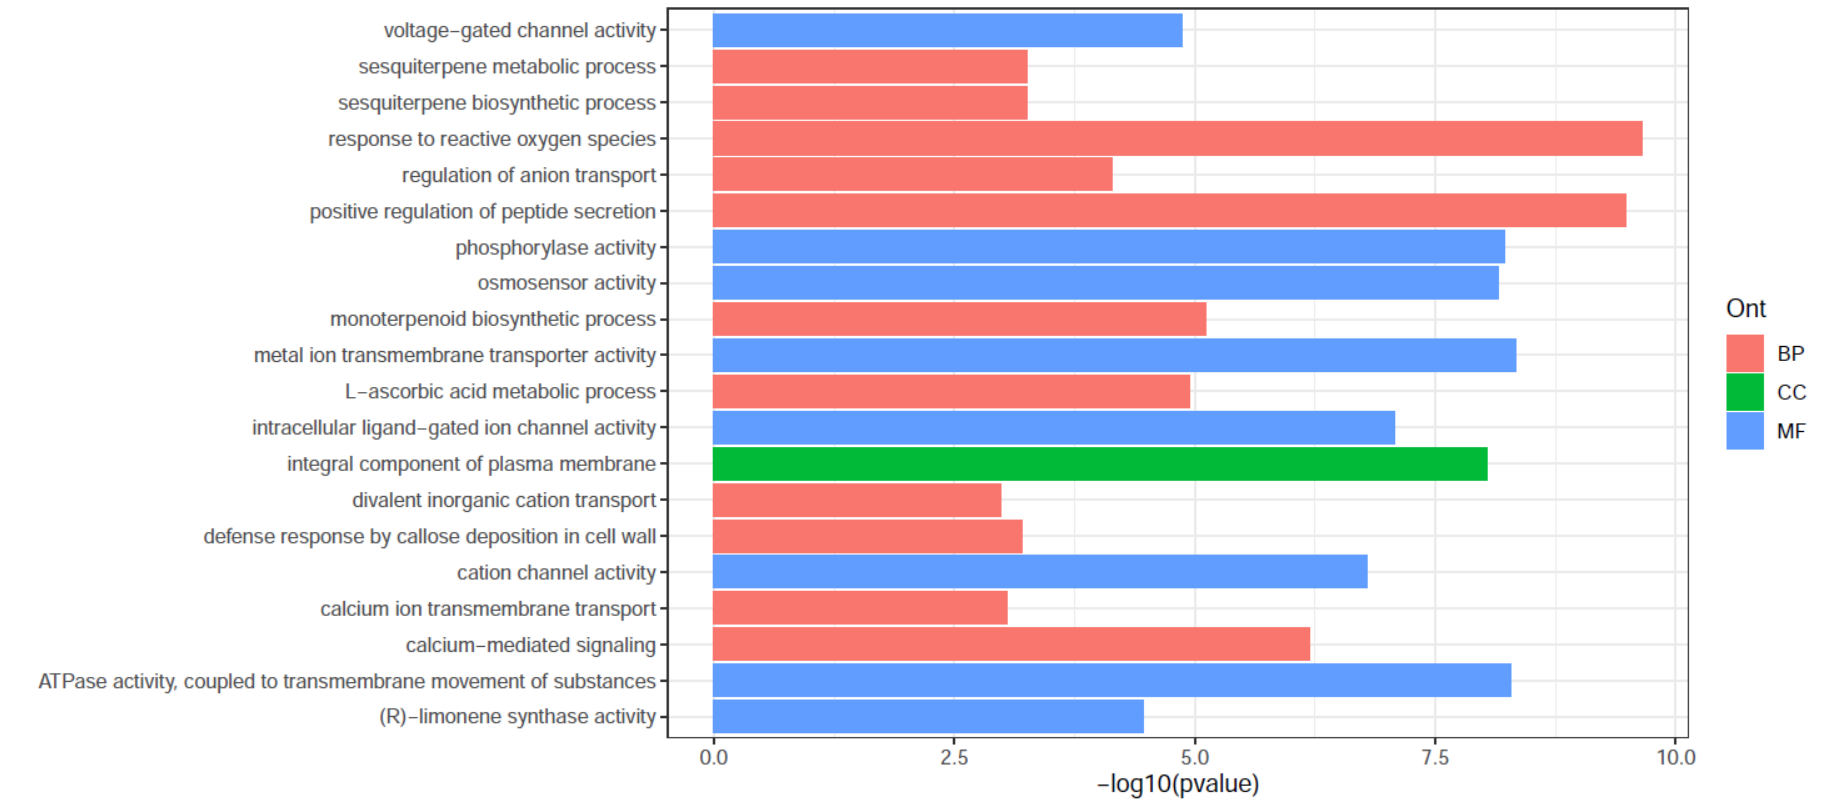 voltage−gated channel activity
sesquiterpene metabolic process
sesquiterpene biosynthetic process
response to reactive oxygen species
regulation of anion transport
positive regulation of peptide secretion
phosphorylase activity
osmosensor activity
monoterpenoid biosynthetic process
metal ion transmembrane transporter activity
L−ascorbic acid metabolic process
intracellular ligand−gated ion channel activity
integral component of plasma membrane
divalent inorganic cation transport
defense response by callose deposition in cell wall
cation channel activity
calcium ion transmembrane transport
calcium−mediated signaling
ATPase activity, coupled to transmembrane movement of substances
(R)−limonene synthase activity
0.0 2.5 5.0 7.5 10.0
−log10(pvalue)
Ont
BP
CC
MF